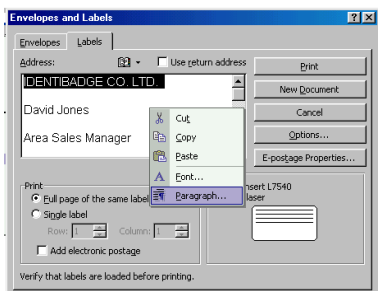 Envelopes and Labels
Envelopes Labels
Address: Use return address
IDENTIBADGE CO. LTD.
David Jones
Area Sales Manager
Cut
Copy
Paste
Font...
Paragraph...
Print
New Document
Cancel
Options...
E-postage Properties...
Print
Full page of the same label
Single label
Row: 1 Column: 1
Add electronic postage
nsert L7540
laser
Verify that labels are loaded before printing.